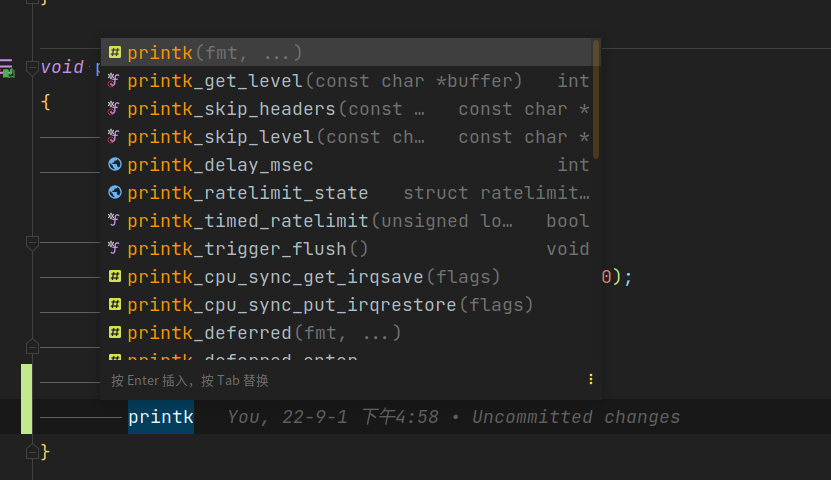 }
printk(fmt, ...)
void p
printk_get_level(const char *buffer) int
{
printk_skip_headers(const … const char *
printk_skip_level(const ch… const char *
printk_delay_msec int
printk_ratelimit_state struct ratelimit…
printk_timed_ratelimit(unsigned lo… bool
printk_trigger_flush() void
printk_cpu_sync_get_irqsave(flags) 0);
printk_cpu_sync_put_irqrestore(flags)
printk_deferred(fmt, ...)
printk_deferred_enter
按 Enter 插入，按 Tab 替换
printk You, 22-9-1 下午4:58 • Uncommitted changes
}